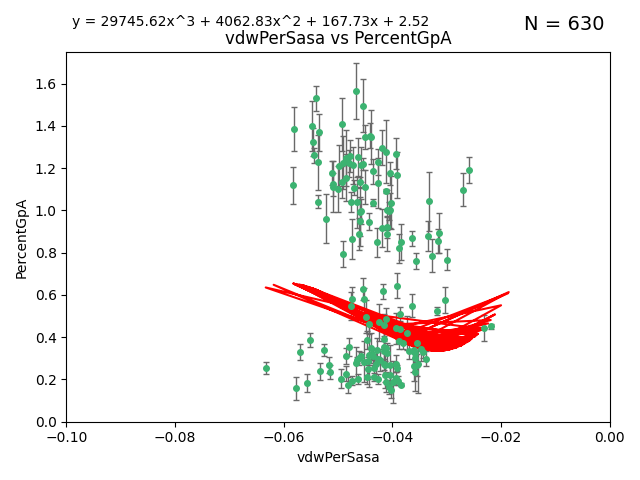 y = 29745.62x^3 + 4062.83x^2 + 167.73x + 2.52
N = 630
vdwPerSasa vs PercentGpA
PercentGpA
1.6
1.4
1.2
1.0
0.8
0.6
0.4
0.2
0.0
−0.10 −0.08 −0.06 −0.04 −0.02 0.00
vdwPerSasa